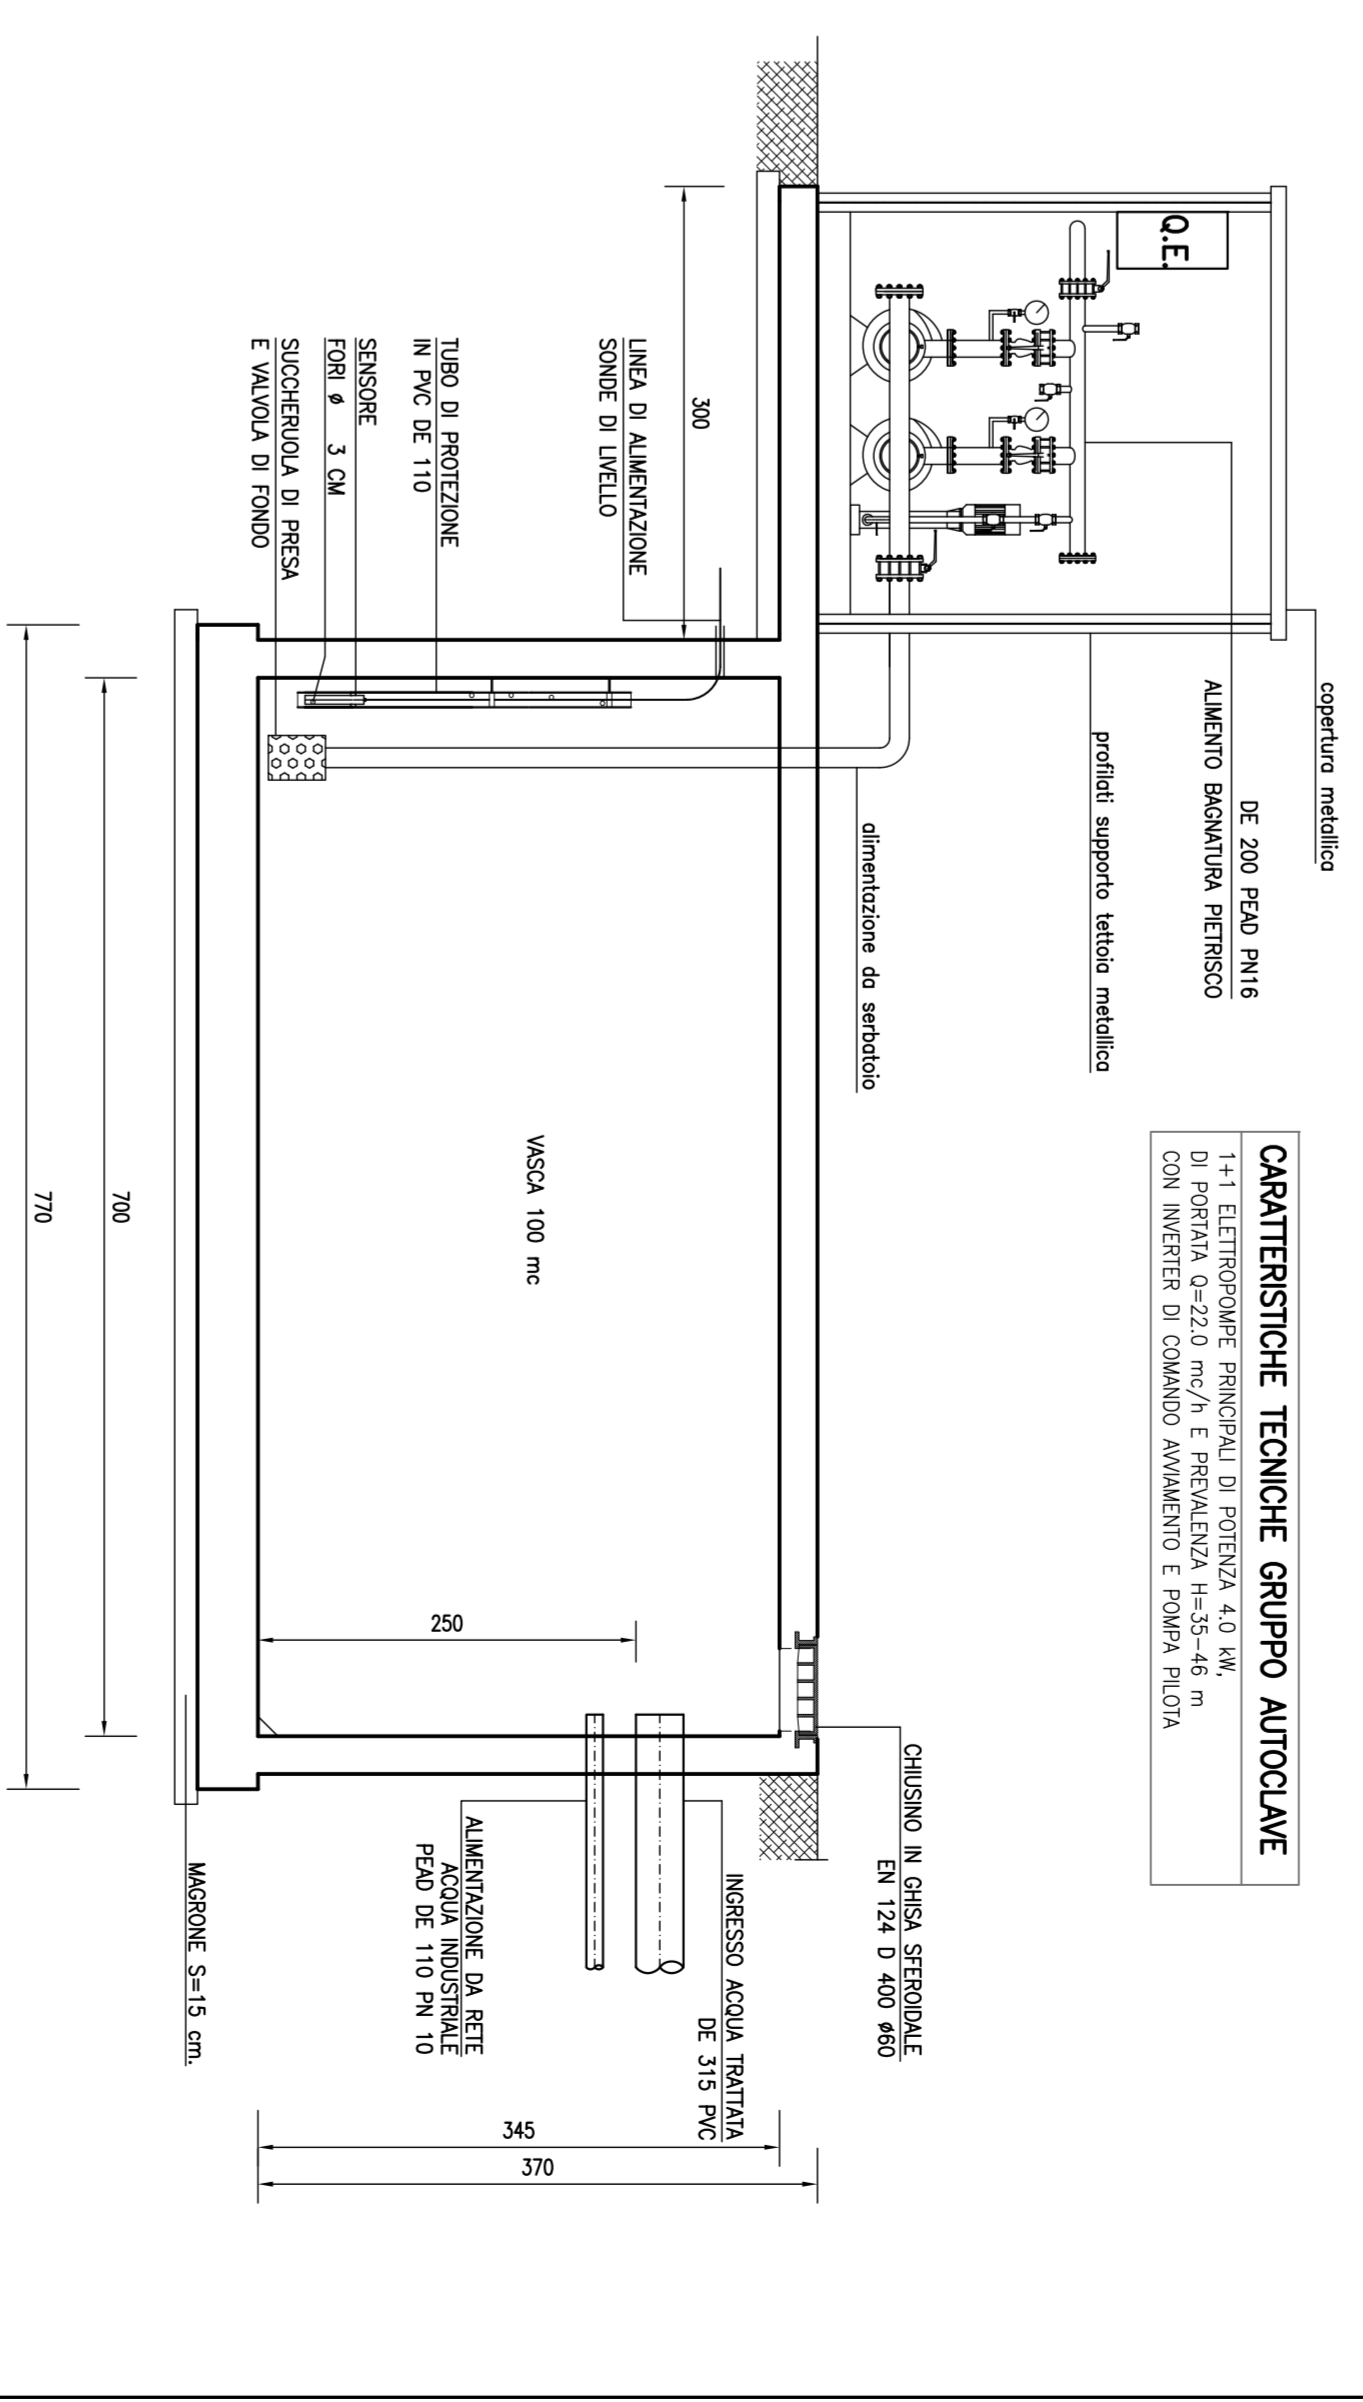 copertura metallica
DE 200 PEAD PN16
ALIMENTO BAGNATURA PIETRISCO
profilati supporto tettoia metallica
alimentazione da serbatoio
Q.E.
CARATTERISTICHE TECNICHE GRUPPO AUTOCLAVE
1+1 ELETTROPOMPE PRINCIPALI DI POTENZA 4.0 kW,
DI PORTATA Q=22.0 mc/h E PREVALENZA H=35-46 m
CON INVERTER DI COMANDO AVVIAMENTO E POMPA PILOTA
300
LINEA DI ALIMENTAZIONE
SONDE DI LIVELLO
TUBO DI PROTEZIONE
IN PVC DE 110
SENSORE
FORI ø 3 CM
SUCCHERUOLA DI PRESA
E VALVOLA DI FONDO
VASCA 100 mc
250
CHIUSINO IN GHISA SFEROIDALE
EN 124 D 400 ø60
INGRESSO ACQUA TRATTATA
DE 315 PVC
ALIMENTAZIONE DA RETE
ACQUA INDUSTRIALE
PEAD DE 110 PN 10
MAGRONE S=15 cm.
345
370
700
770